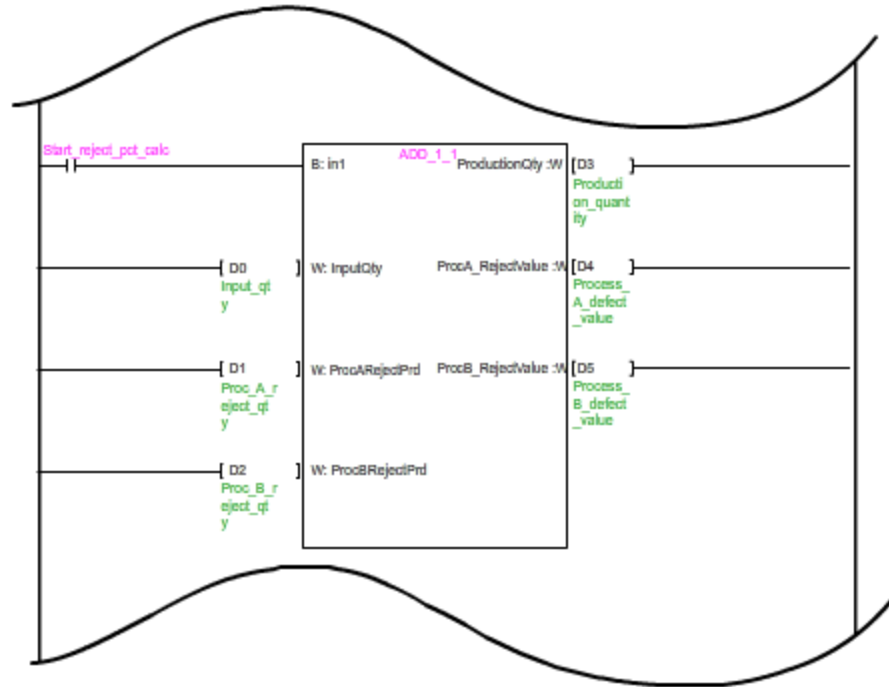 Start_reject_pct_calc
ADD_1_1
B: in1
ProductionQty :W
[D3 ]
Producti
on_quant
ity
[ D0 ]
Input_qt
y
W: InputQty
ProcA_RejectValue :W
[D4 ]
Process_
A_defect
_value
[ D1 ]
Proc_A_r
eject_qt
y
W: ProcARejectPrd
ProcB_RejectValue :W
[D5 ]
Process_
B_defect
_value
[ D2 ]
Proc_B_r
eject_qt
y
W: ProcBRejectPrd